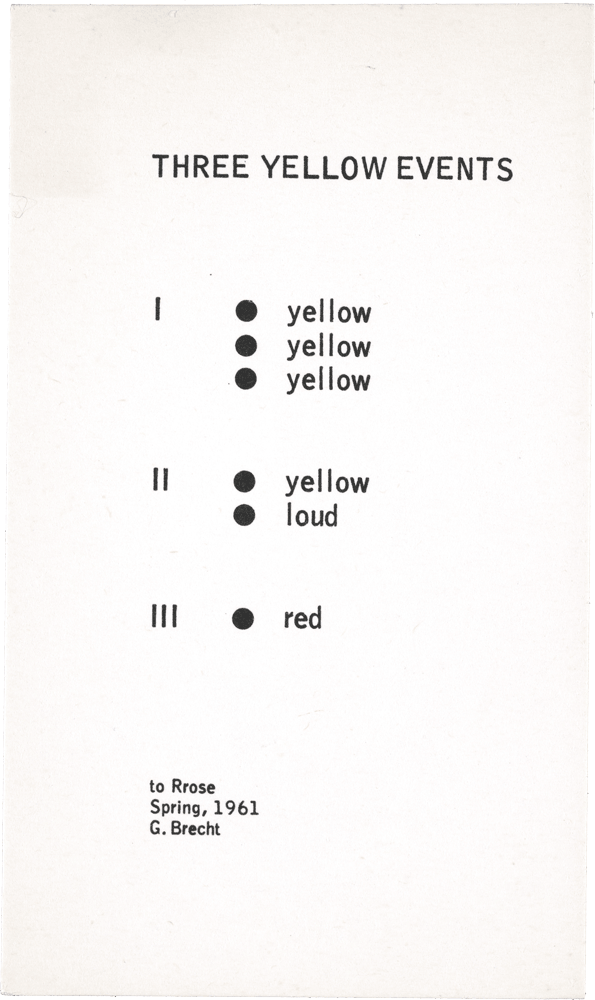 THREE YELLOW EVENTS
I ● yellow
● yellow
● yellow
II ● yellow
● loud
III ● red
to Rrose
Spring, 1961
G. Brecht